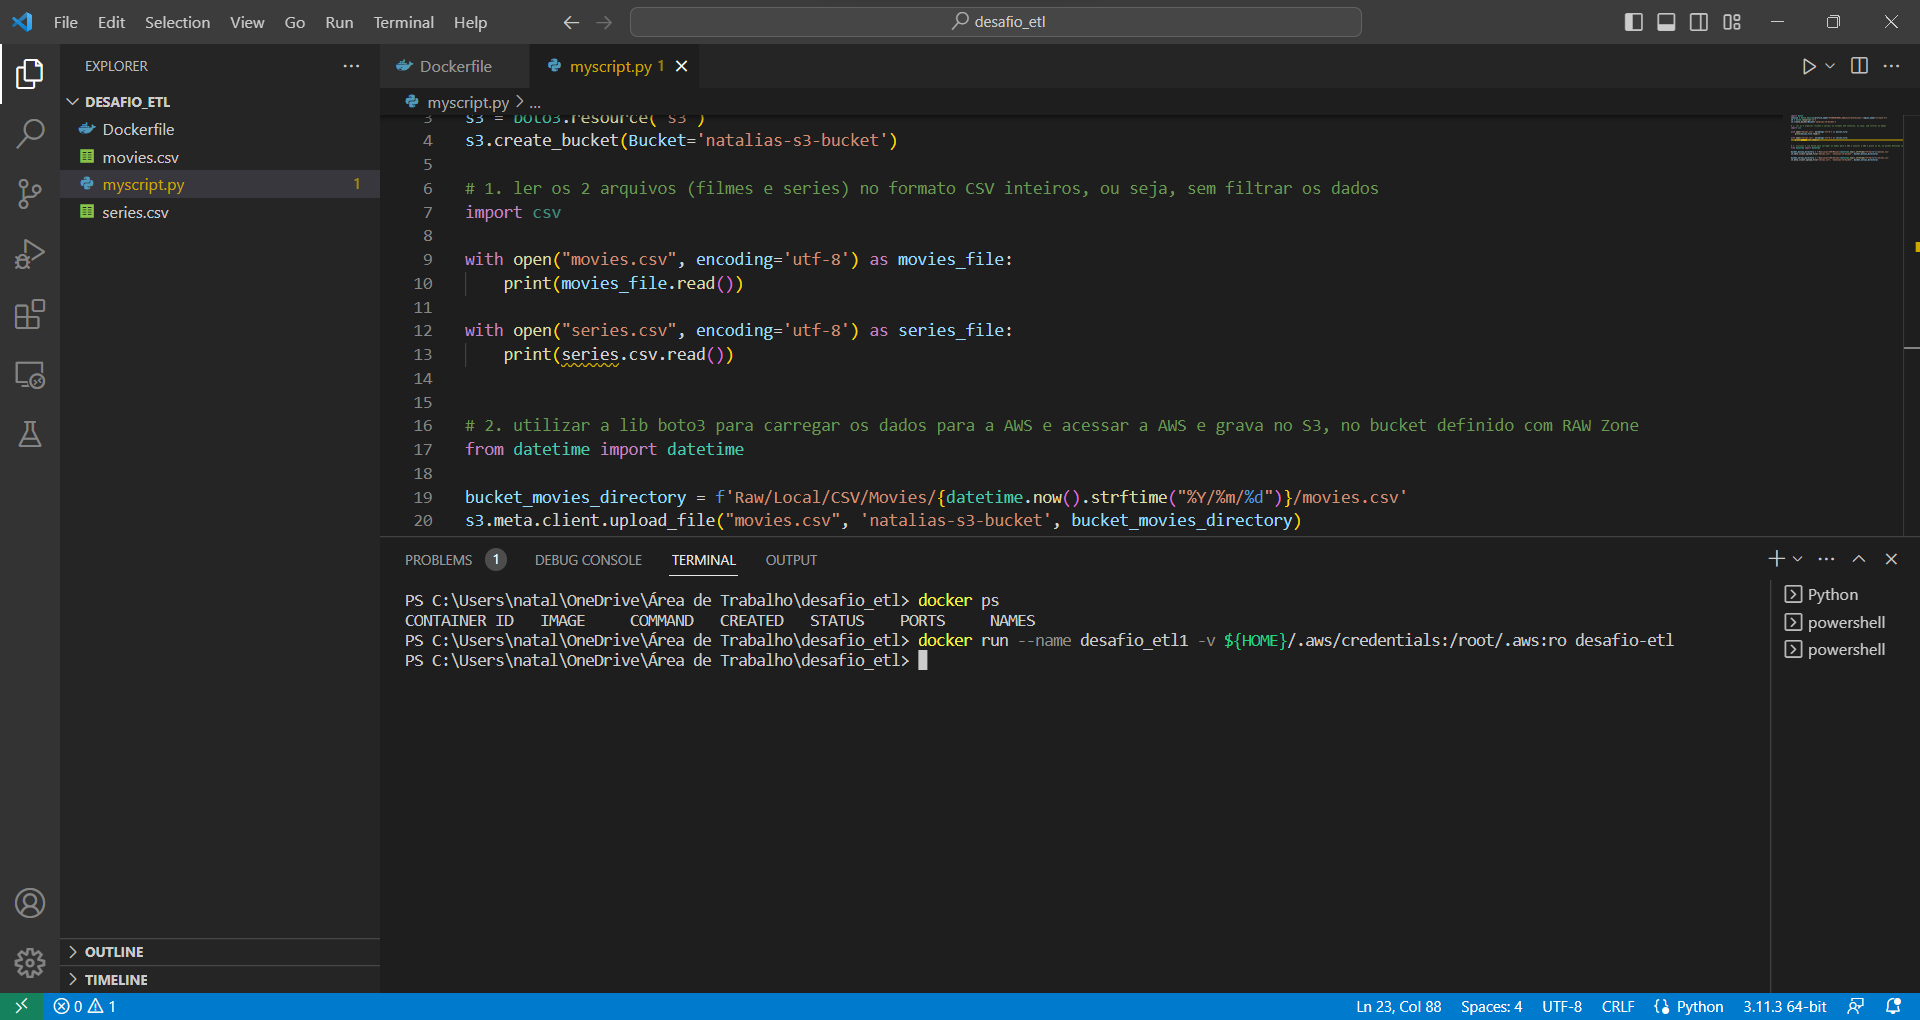 File Edit Selection View Go Run Terminal Help
desafio_etl
EXPLORER
DESAFIO_ETL
Dockerfile
movies.csv
myscript.py 1
series.csv
OUTLINE
TIMELINE
Dockerfile
myscript.py 1
myscript.py > ...
3 s3 = boto3.resource('s3')
4 s3.create_bucket(Bucket='natalias-s3-bucket')
5
6 # 1. ler os 2 arquivos (filmes e series) no formato CSV inteiros, ou seja, sem filtrar os dados
7 import csv
8
9 with open("movies.csv", encoding='utf-8') as movies_file:
10 print(movies_file.read())
11
12 with open("series.csv", encoding='utf-8') as series_file:
13 print(series.csv.read())
14
15
16 # 2. utilizar a lib boto3 para carregar os dados para a AWS e acessar a AWS e grava no S3, no bucket definido com RAW Zone
17 from datetime import datetime
18
19 bucket_movies_directory = f'Raw/Local/CSV/Movies/{datetime.now().strftime("%Y/%m/%d")}/movies.csv'
20 s3.meta.client.upload_file("movies.csv", 'natalias-s3-bucket', bucket_movies_directory)
PROBLEMS 1 DEBUG CONSOLE TERMINAL OUTPUT
PS C:\Users\natal\OneDrive\Área de Trabalho\desafio_etl> docker ps
CONTAINER ID IMAGE COMMAND CREATED STATUS PORTS NAMES
PS C:\Users\natal\OneDrive\Área de Trabalho\desafio_etl> docker run --name desafio_etl1 -v ${HOME}/.aws/credentials:/root/.aws:ro desafio-etl
PS C:\Users\natal\OneDrive\Área de Trabalho\desafio_etl>
Python
powershell
powershell
0 1
Ln 23, Col 88 Spaces: 4 UTF-8 CRLF Python 3.11.3 64-bit